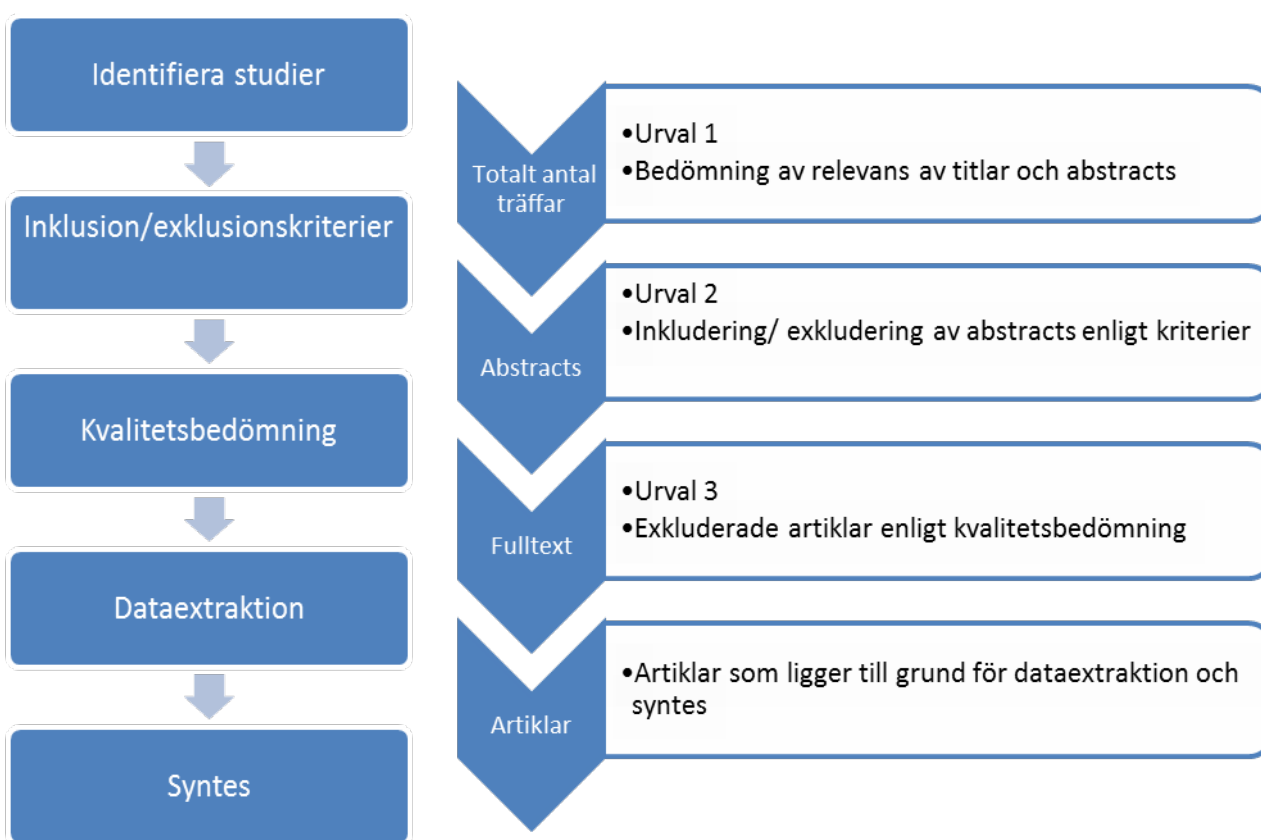 Identifiera studier
Inklusion/exklusionskriterier
Kvalitetsbedömning
Dataextraktion
Syntes
Totalt antal
träffar
•Urval 1
•Bedömning av relevans av titlar och abstracts
Abstracts
•Urval 2
•Inkludering/ exkludering av abstracts enligt kriterier
Fulltext
•Urval 3
•Exkluderade artiklar enligt kvalitetsbedömning
Artiklar
•Artiklar som ligger till grund för dataextraktion och
syntes